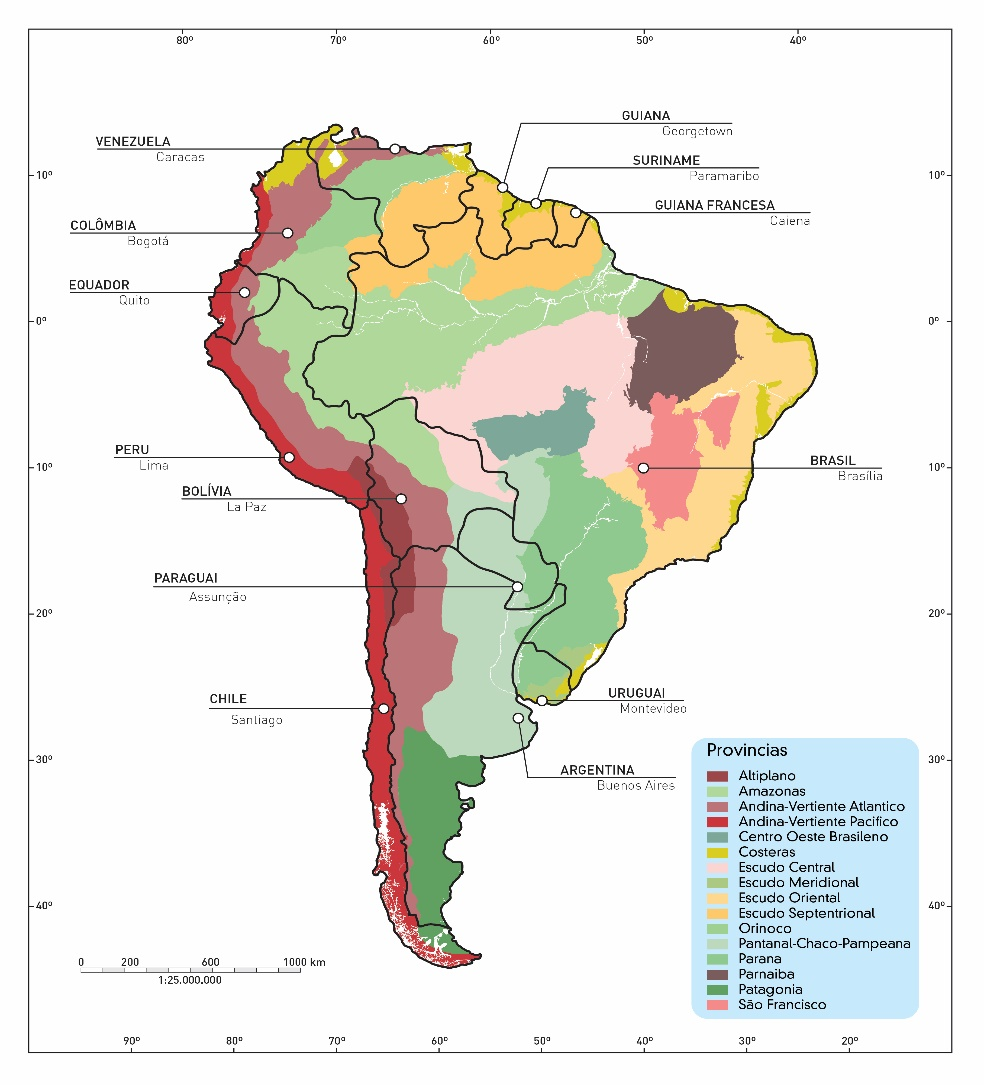 80º 70º 60º 50º 40º
GUIANA
Georgetown
VENEZUELA
Caracas
SURINAME
Paramaribo
10º 10º
GUIANA FRANCESA
Caiena
COLÔMBIA
Bogotá
EQUADOR
Quito
0º 0º
PERU
Lima
BRASIL
Brasília
10º 10º
BOLÍVIA
La Paz
PARAGUAI
Assunção
20º 20º
CHILE
Santiago
URUGUAI
Montevideo
ARGENTINA
Buenos Aires
30º 30º
Provincias
Altiplano
Amazonas
Andina-Vertiente Atlantico
Andina-Vertiente Pacifico
Centro Oeste Brasileno
Costeras
Escudo Central
Escudo Meridional
Escudo Oriental
Escudo Septentrional
Orinoco
Pantanal-Chaco-Pampeana
Parana
Parnaiba
Patagonia
São Francisco
40º 40º
0 200 600 1000 km
1:25.000.000
90º 80º 70º 60º 50º 40º 30º 20º